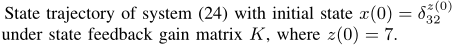 State trajectory of system (24) with initial state $x(0) = \delta_{32}^{z(0)}$
under state feedback gain matrix $K$, where $z(0) = 7$.